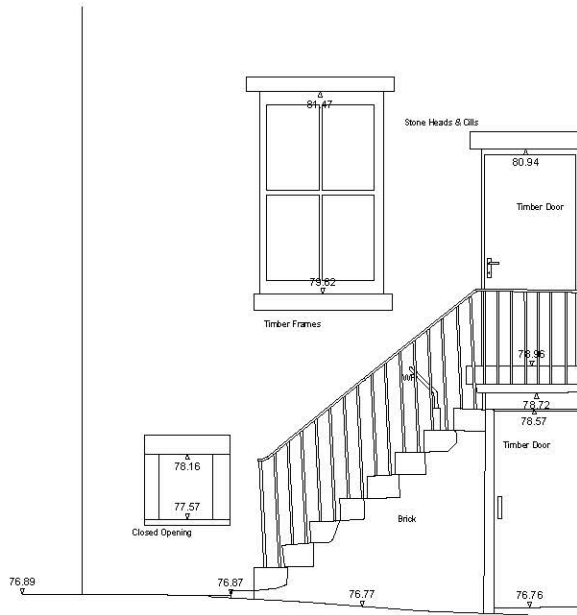 81.47
Stone Heads & Cills
80.94
Timber Door
79.62
Timber Frames
78.96
WP
78.72
78.57
Timber Door
78.16
77.57
Brick
Closed Opening
76.89
76.87
76.77
76.76